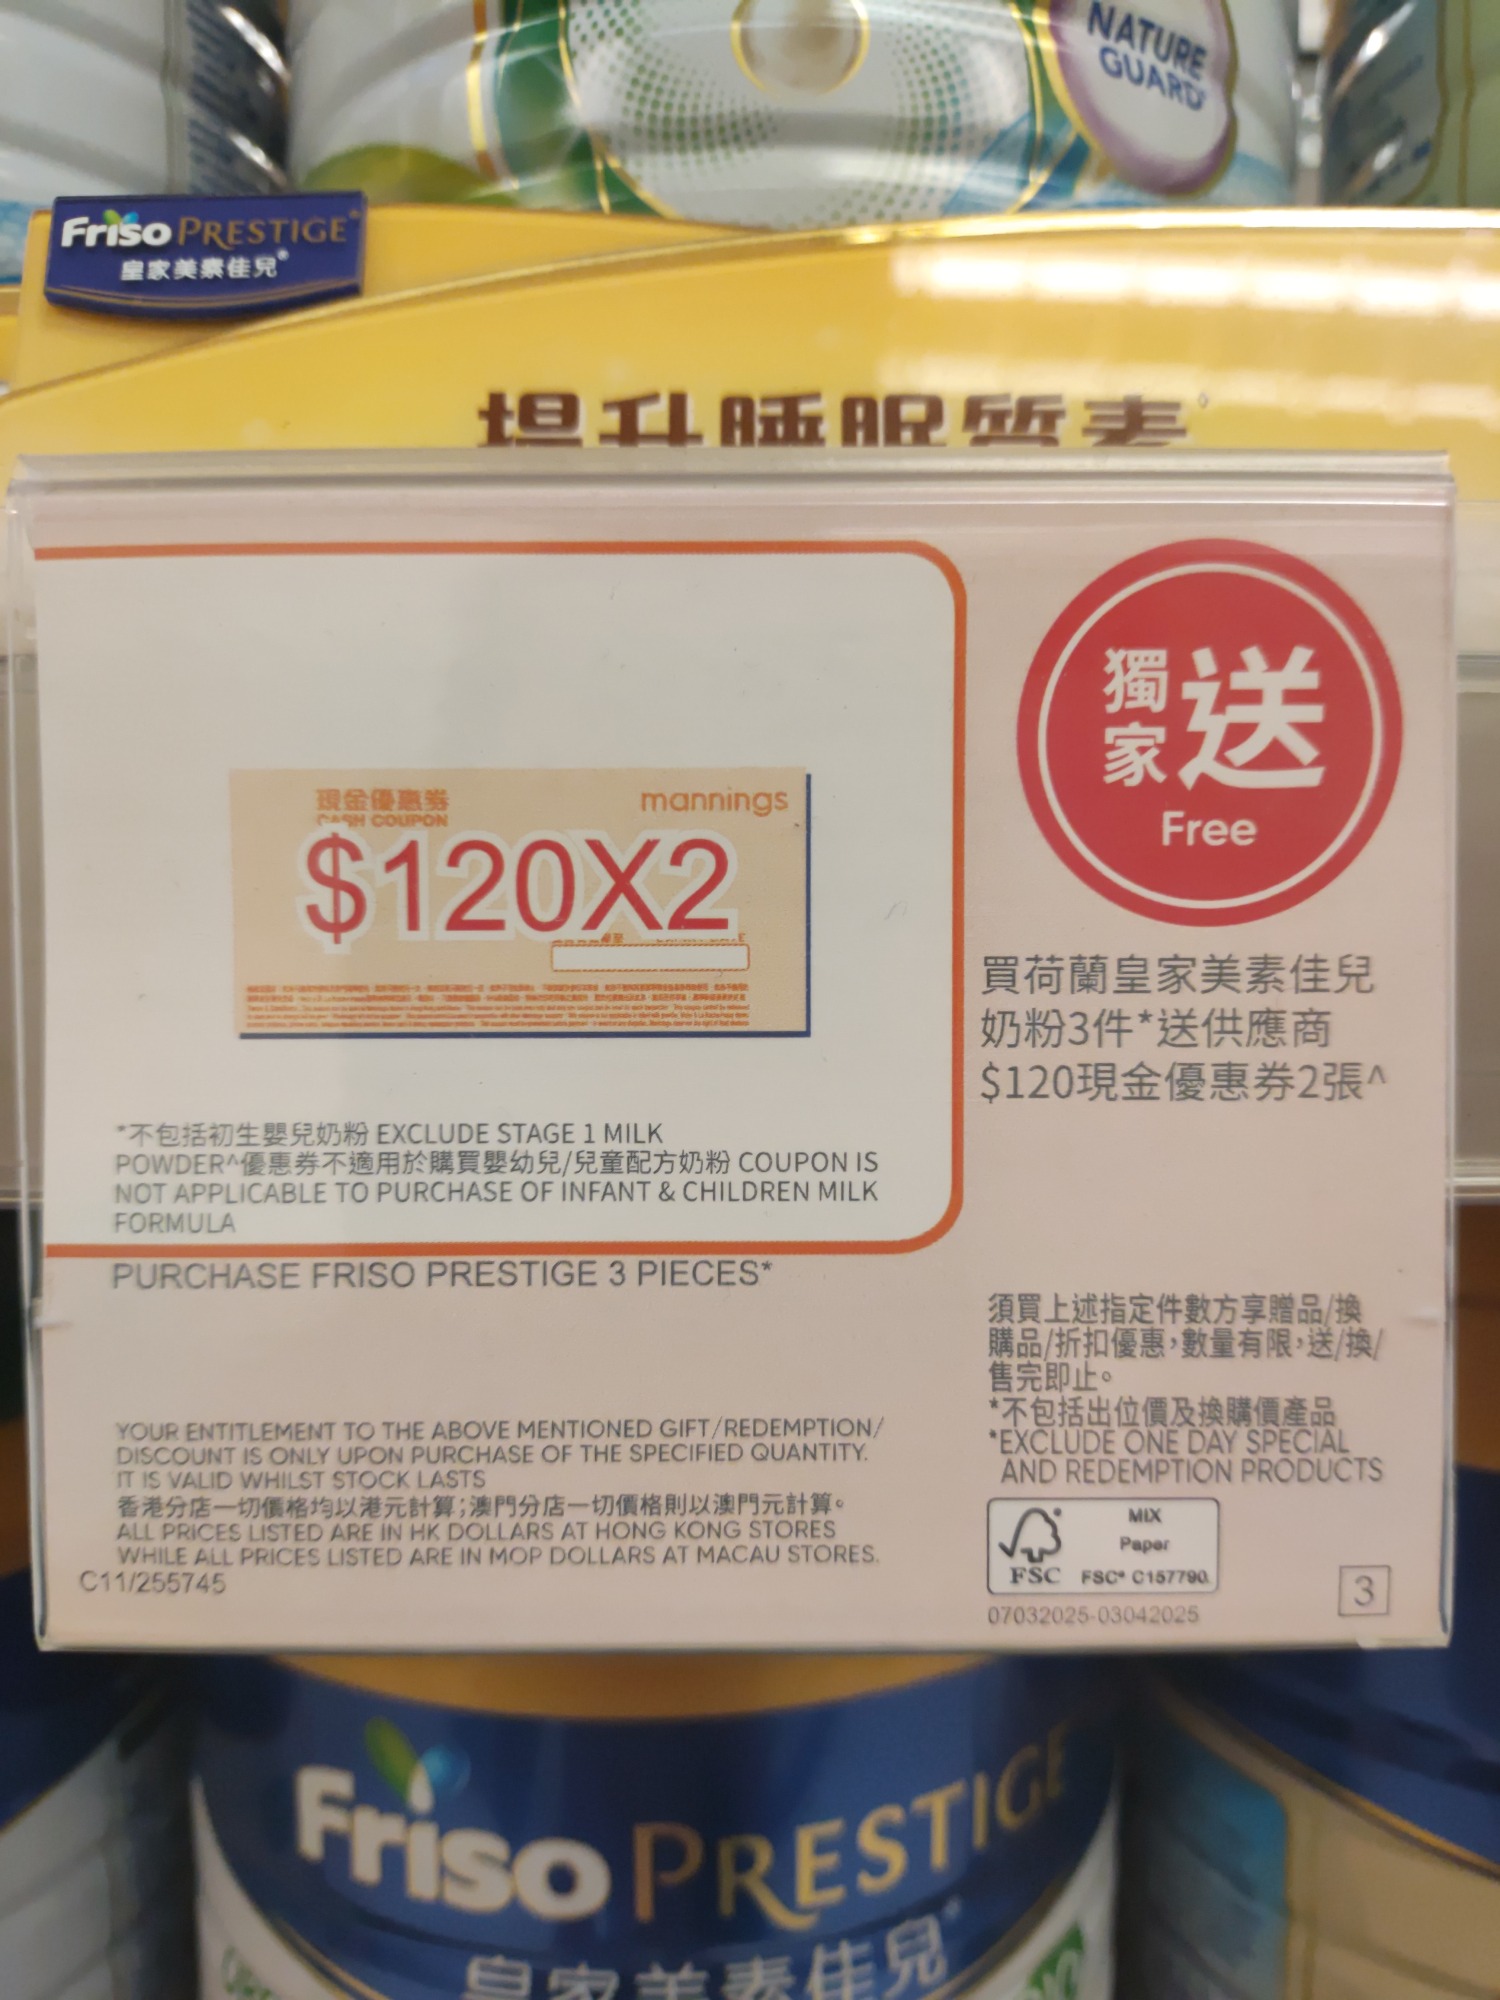 NATURE
GUARD
Friso PRESTIGE®
皇家美素佳兒®
提升睡眠質素◊
現金優惠券
CASH COUPON
mannings
$120X2
*不包括初生嬰兒奶粉 EXCLUDE STAGE 1 MILK
POWDER^優惠券不適用於購買嬰幼兒/兒童配方奶粉 COUPON IS
NOT APPLICABLE TO PURCHASE OF INFANT & CHILDREN MILK
FORMULA
PURCHASE FRISO PRESTIGE 3 PIECES*
YOUR ENTITLEMENT TO THE ABOVE MENTIONED GIFT/REDEMPTION/
DISCOUNT IS ONLY UPON PURCHASE OF THE SPECIFIED QUANTITY.
IT IS VALID WHILST STOCK LASTS
香港分店一切價格均以港元計算;澳門分店一切價格則以澳門元計算。
ALL PRICES LISTED ARE IN HK DOLLARS AT HONG KONG STORES
WHILE ALL PRICES LISTED ARE IN MOP DOLLARS AT MACAU STORES.
C11/255745
獨家送
Free
買荷蘭皇家美素佳兒
奶粉3件*送供應商
$120現金優惠券2張^
須買上述指定件數方享贈品/換
購品/折扣優惠,數量有限,送/換/
售完即止。
*不包括出位價及換購價產品
*EXCLUDE ONE DAY SPECIAL
AND REDEMPTION PRODUCTS
FSC
MIX
Paper
FSC® C157790
07032025-03042025
3
Friso PRESTIGE
皇家美素佳兒